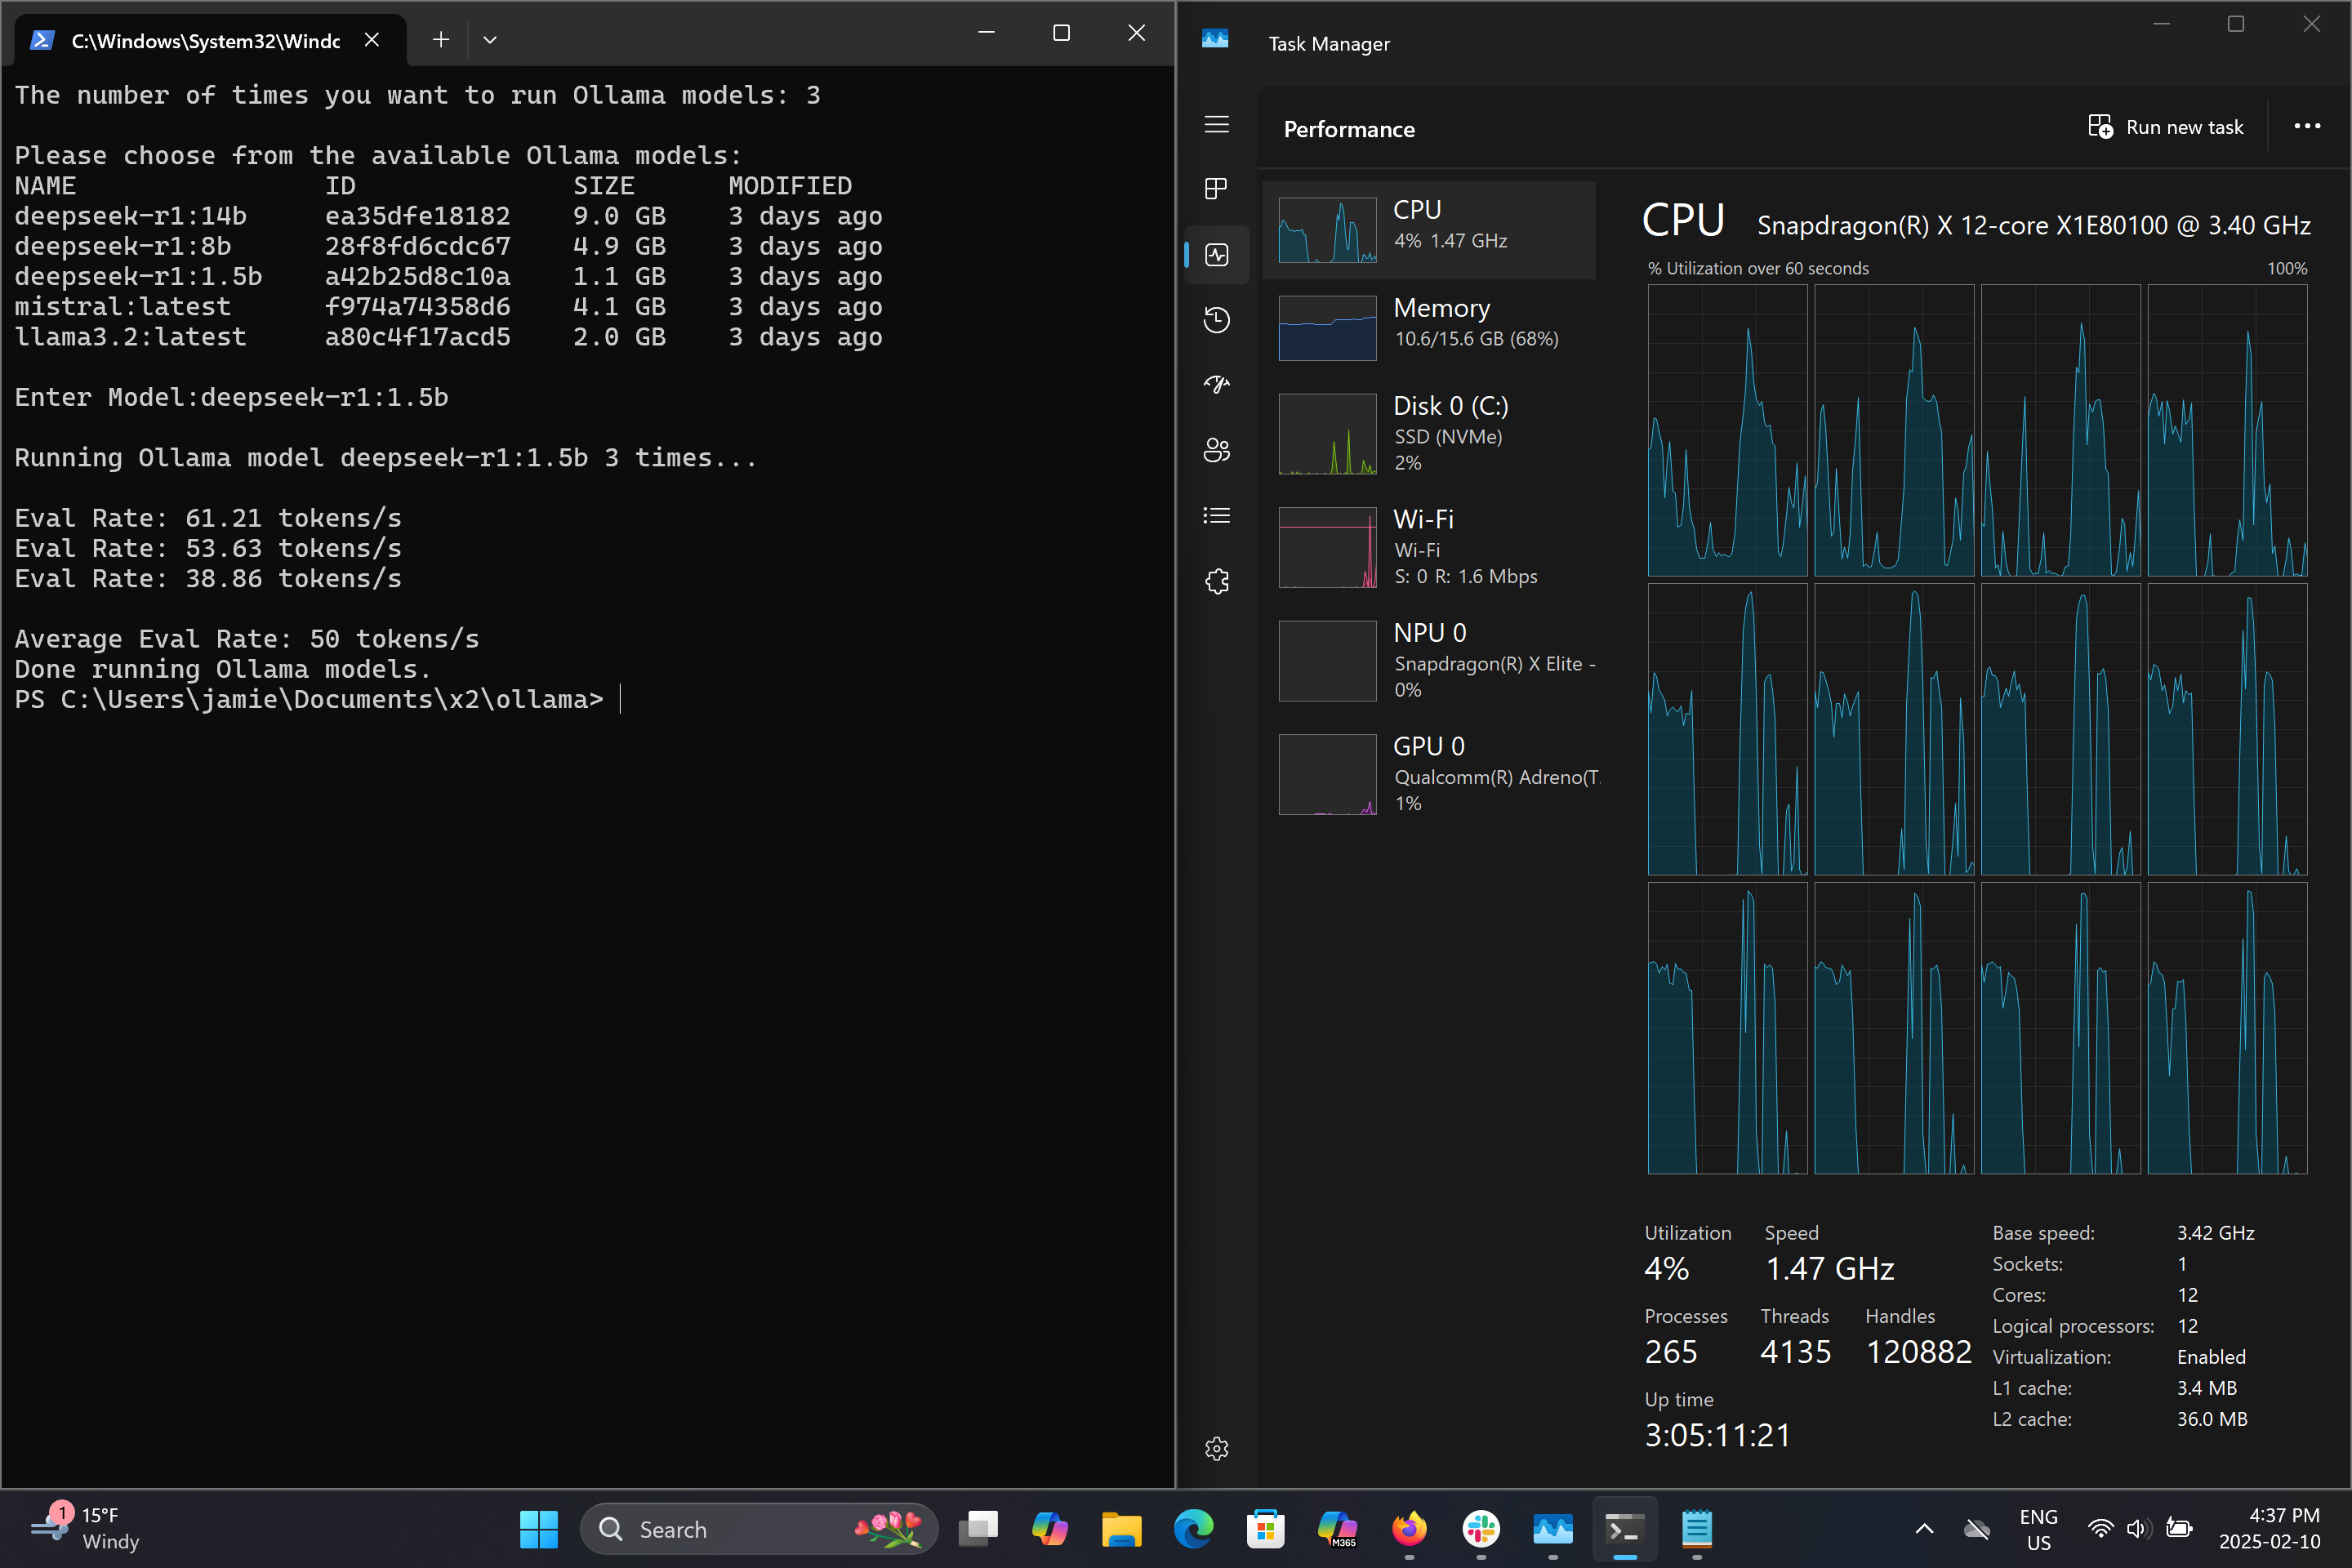 C:\Windows\System32\Windc
The number of times you want to run Ollama models: 3
Please choose from the available Ollama models:
NAME ID SIZE MODIFIED
deepseek-r1:14b ea35dfe18182 9.0 GB 3 days ago
deepseek-r1:8b 28f8fd6cdc67 4.9 GB 3 days ago
deepseek-r1:1.5b a42b25d8c10a 1.1 GB 3 days ago
mistral:latest f974a74358d6 4.1 GB 3 days ago
llama3.2:latest a80c4f17acd5 2.0 GB 3 days ago
Enter Model:deepseek-r1:1.5b
Running Ollama model deepseek-r1:1.5b 3 times...
Eval Rate: 61.21 tokens/s
Eval Rate: 53.63 tokens/s
Eval Rate: 38.86 tokens/s
Average Eval Rate: 50 tokens/s
Done running Ollama models.
PS C:\Users\jamie\Documents\x2\ollama>
Task Manager
Performance
Run new task
CPU
4% 1.47 GHz
Memory
10.6/15.6 GB (68%)
Disk 0 (C:)
SSD (NVMe)
2%
Wi-Fi
Wi-Fi
S: 0 R: 1.6 Mbps
NPU 0
Snapdragon(R) X Elite -
0%
GPU 0
Qualcomm(R) Adreno(T.
1%
CPU Snapdragon(R) X 12-core X1E80100 @ 3.40 GHz
% Utilization over 60 seconds 100%
Utilization Speed
4% 1.47 GHz
Processes Threads Handles
265 4135 120882
Up time
3:05:11:21
Base speed: 3.42 GHz
Sockets: 1
Cores: 12
Logical processors: 12
Virtualization: Enabled
L1 cache: 3.4 MB
L2 cache: 36.0 MB
1
15°F
Windy
Search
M365
ENG
US
4:37 PM
2025-02-10